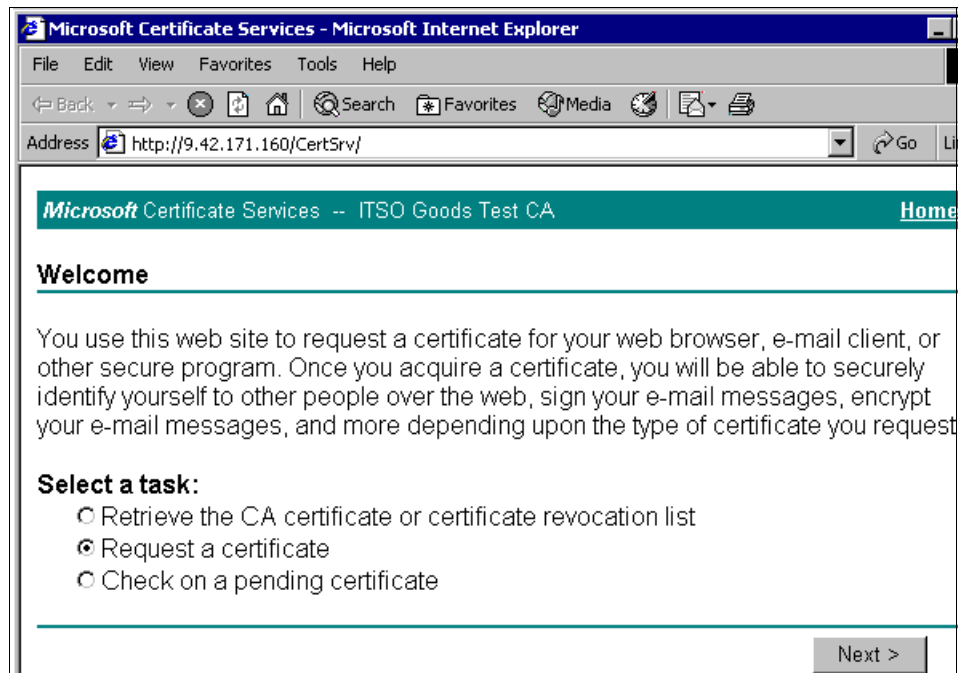 Microsoft Certificate Services - Microsoft Internet Explorer
File Edit View Favorites Tools Help
Back Search Favorites Media
Address http://9.42.171.160/CertSrv/ Go Li
Microsoft Certificate Services -- ITSO Goods Test CA Home
Welcome
You use this web site to request a certificate for your web browser, e-mail client, or
other secure program. Once you acquire a certificate, you will be able to securely
identify yourself to other people over the web, sign your e-mail messages, encrypt
your e-mail messages, and more depending upon the type of certificate you request
Select a task:
Retrieve the CA certificate or certificate revocation list
Request a certificate
Check on a pending certificate
Next >